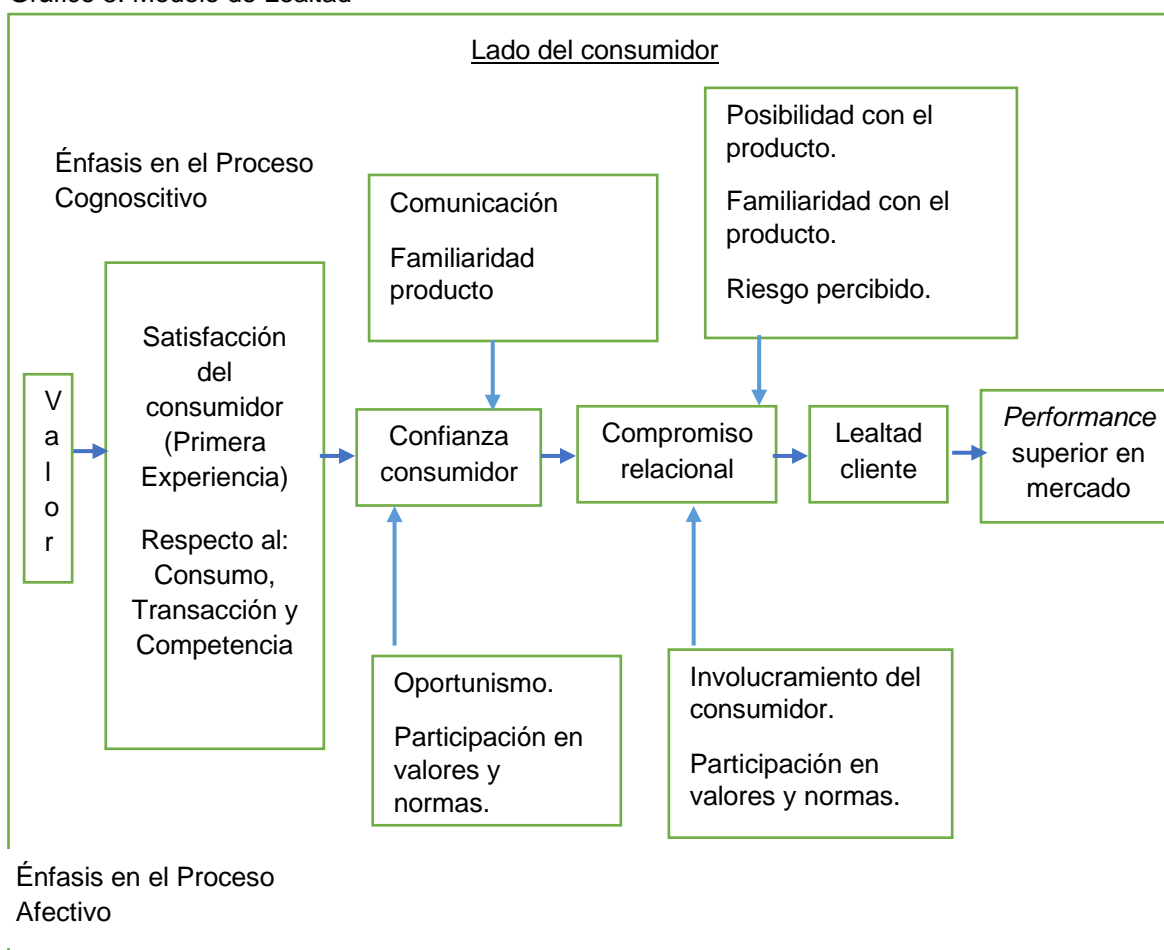 Lado del consumidor
Énfasis en el Proceso
Cognoscitivo
Comunicación
Familiaridad
producto
Posibilidad con el
producto.
Familiaridad con el
producto.
Riesgo percibido.
V
a
l
o
r
Satisfacción
del
consumidor
(Primera
Experiencia)
Respecto al:
Consumo,
Transacción y
Competencia
Confianza
consumidor
Compromiso
relacional
Lealtad
cliente
Performance
superior en
mercado
Oportunismo.
Participación en
valores y
normas.
Involucramiento del
consumidor.
Participación en
valores y normas.
Énfasis en el Proceso
Afectivo